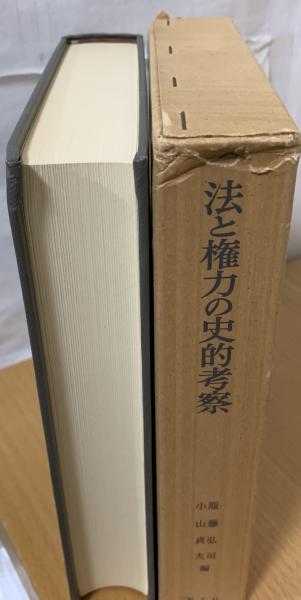 法と権力の史的考察
服藤弘司
小山貞夫 編